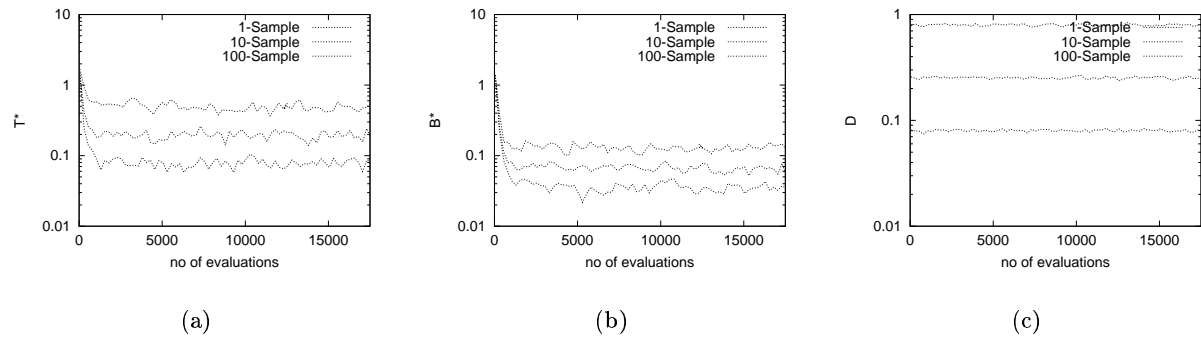 10
1
0.1
0.01
0
5000
10000
15000
T*
no of evaluations
1-Sample
10-Sample
100-Sample
(a)
10
1
0.1
0.01
0
5000
10000
15000
B*
no of evaluations
1-Sample
10-Sample
100-Sample
(b)
1
0.1
0.01
0
5000
10000
15000
D
no of evaluations
1-Sample
10-Sample
100-Sample
(c)